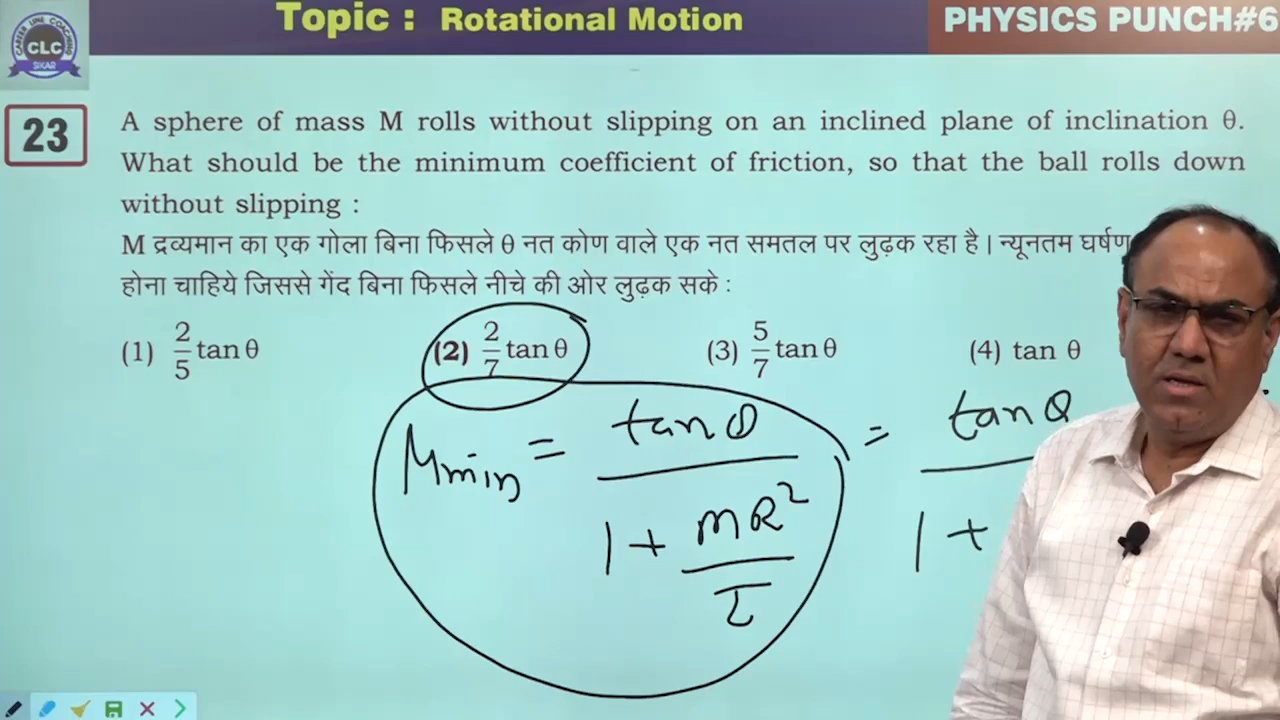 CAREER LINE COACHING
CLC
SIKAR
Topic : Rotational Motion
PHYSICS PUNCH#6
23
A sphere of mass M rolls without slipping on an inclined plane of inclination θ.
What should be the minimum coefficient of friction, so that the ball rolls down
without slipping :
M द्रव्यमान का एक गोला बिना फिसले θ नत कोण वाले एक नत समतल पर लुढ़क रहा है। न्यूनतम घर्षण
होना चाहिये जिससे गेंद बिना फिसले नीचे की ओर लुढ़क सके :
(1) 2/5 tan θ (2) 2/7 tan θ (3) 5/7 tan θ (4) tan θ
μmin = tan θ / (1 + mR²/I) = tan θ / 1 +